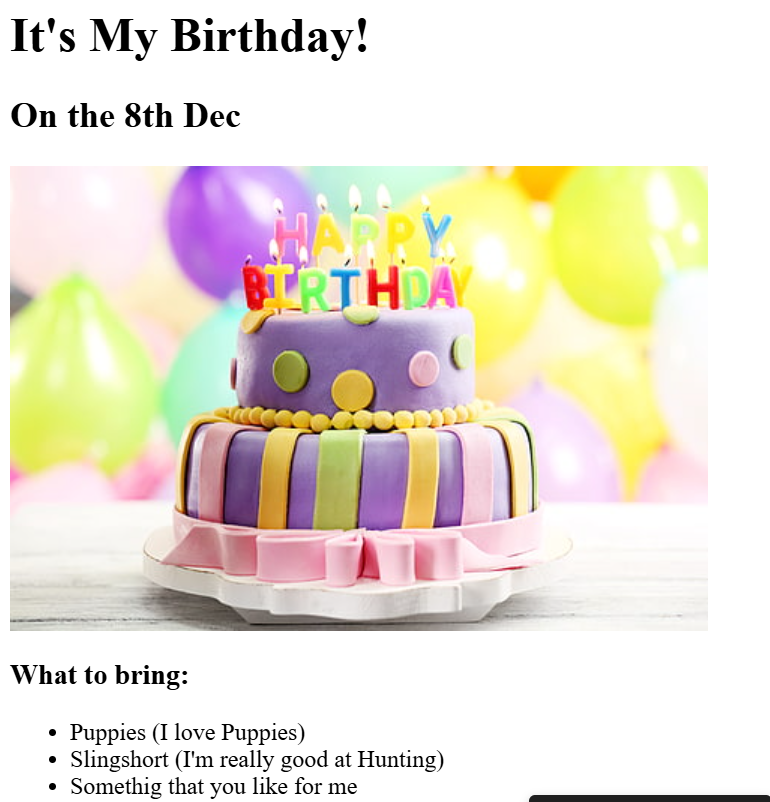 It's My Birthday!
On the 8th Dec
HAPPY
BIRTHDAY
What to bring:
Puppies (I love Puppies)
Slingshort (I'm really good at Hunting)
Somethig that you like for me